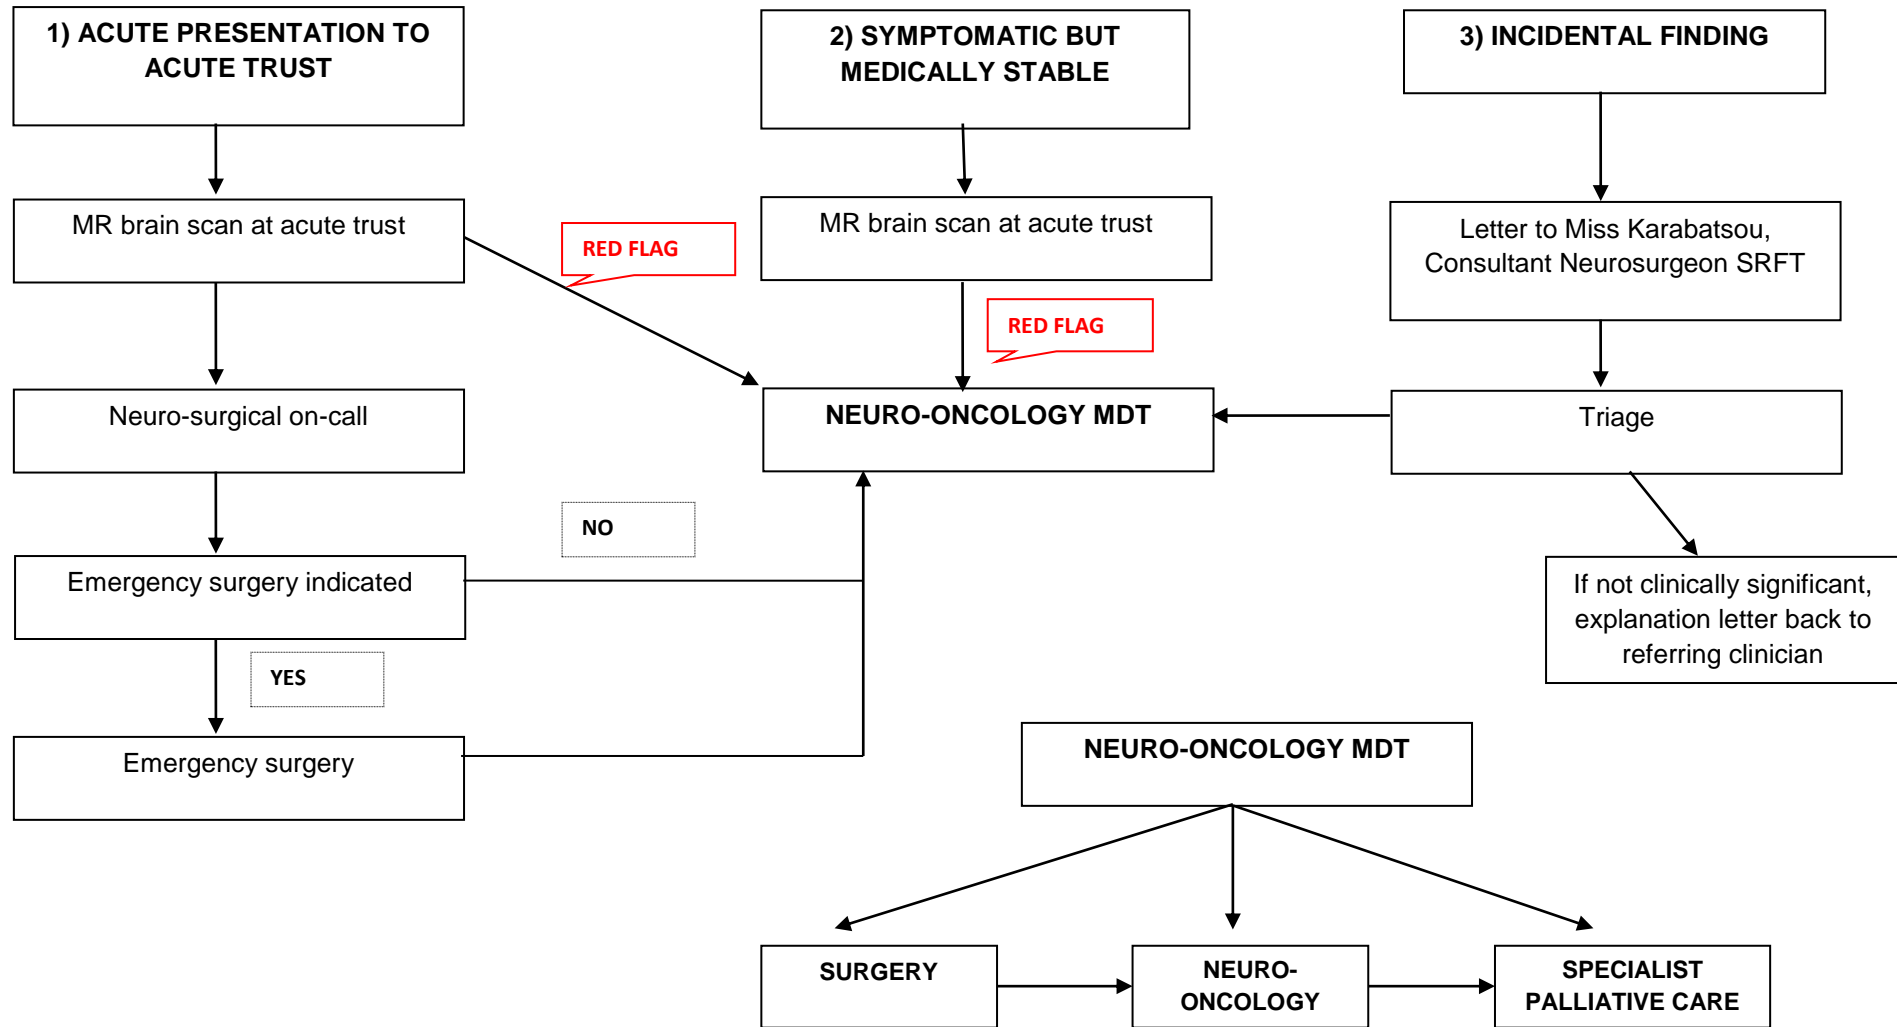 1) ACUTE PRESENTATION TO
ACUTE TRUST
2) SYMPTOMATIC BUT
MEDICALLY STABLE
3) INCIDENTAL FINDING
MR brain scan at acute trust
RED FLAG
MR brain scan at acute trust
Letter to Miss Karabatsou,
Consultant Neurosurgeon SRFT
RED FLAG
Neuro-surgical on-call
NEURO-ONCOLOGY MDT
Triage
NO
Emergency surgery indicated
If not clinically significant,
explanation letter back to
referring clinician
YES
Emergency surgery
NEURO-ONCOLOGY MDT
SURGERY
NEURO-
ONCOLOGY
SPECIALIST
PALLIATIVE CARE